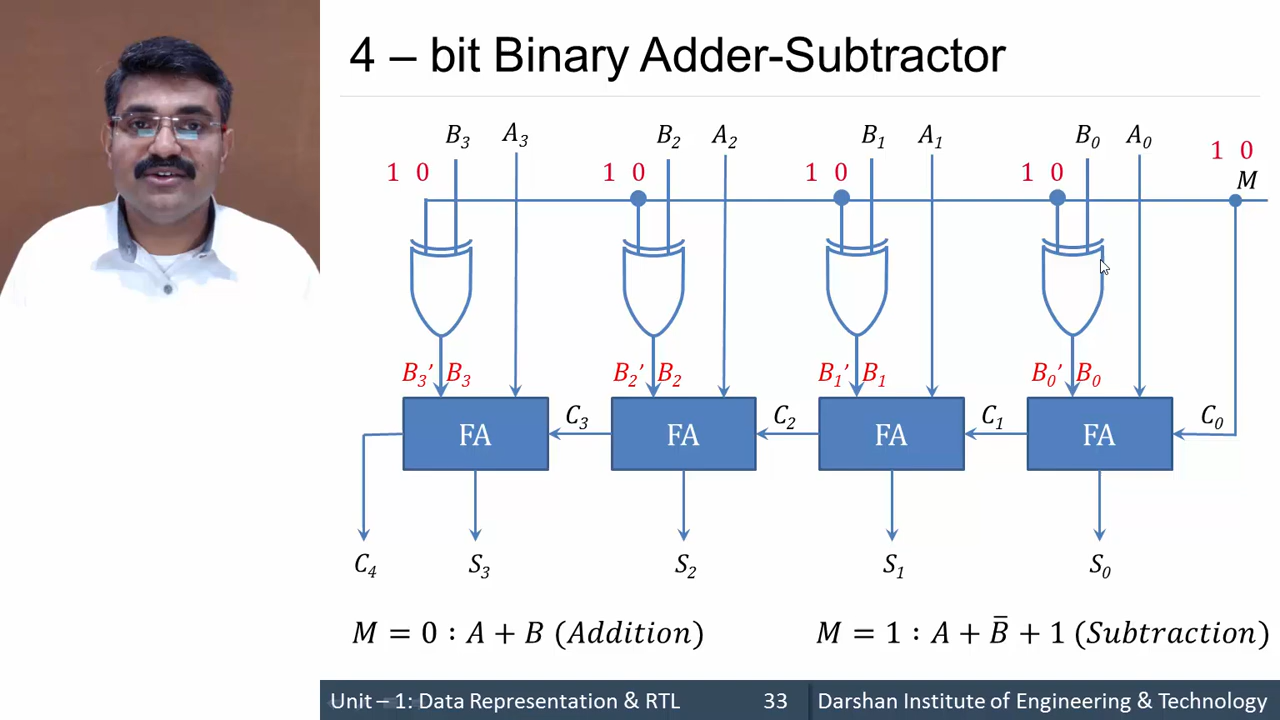 4 – bit Binary Adder-Subtractor
B3 A3 B2 A2 B1 A1 B0 A0
1 0 1 0 1 0 1 0 1 0
M
B3’ B3 B2’ B2 B1’ B1 B0’ B0
FA C3 FA C2 FA C1 FA C0
C4 S3 S2 S1 S0
M = 0 : A + B (Addition) M = 1 : A + B̄ + 1 (Subtraction)
Unit – 1: Data Representation & RTL 33 Darshan Institute of Engineering & Technology